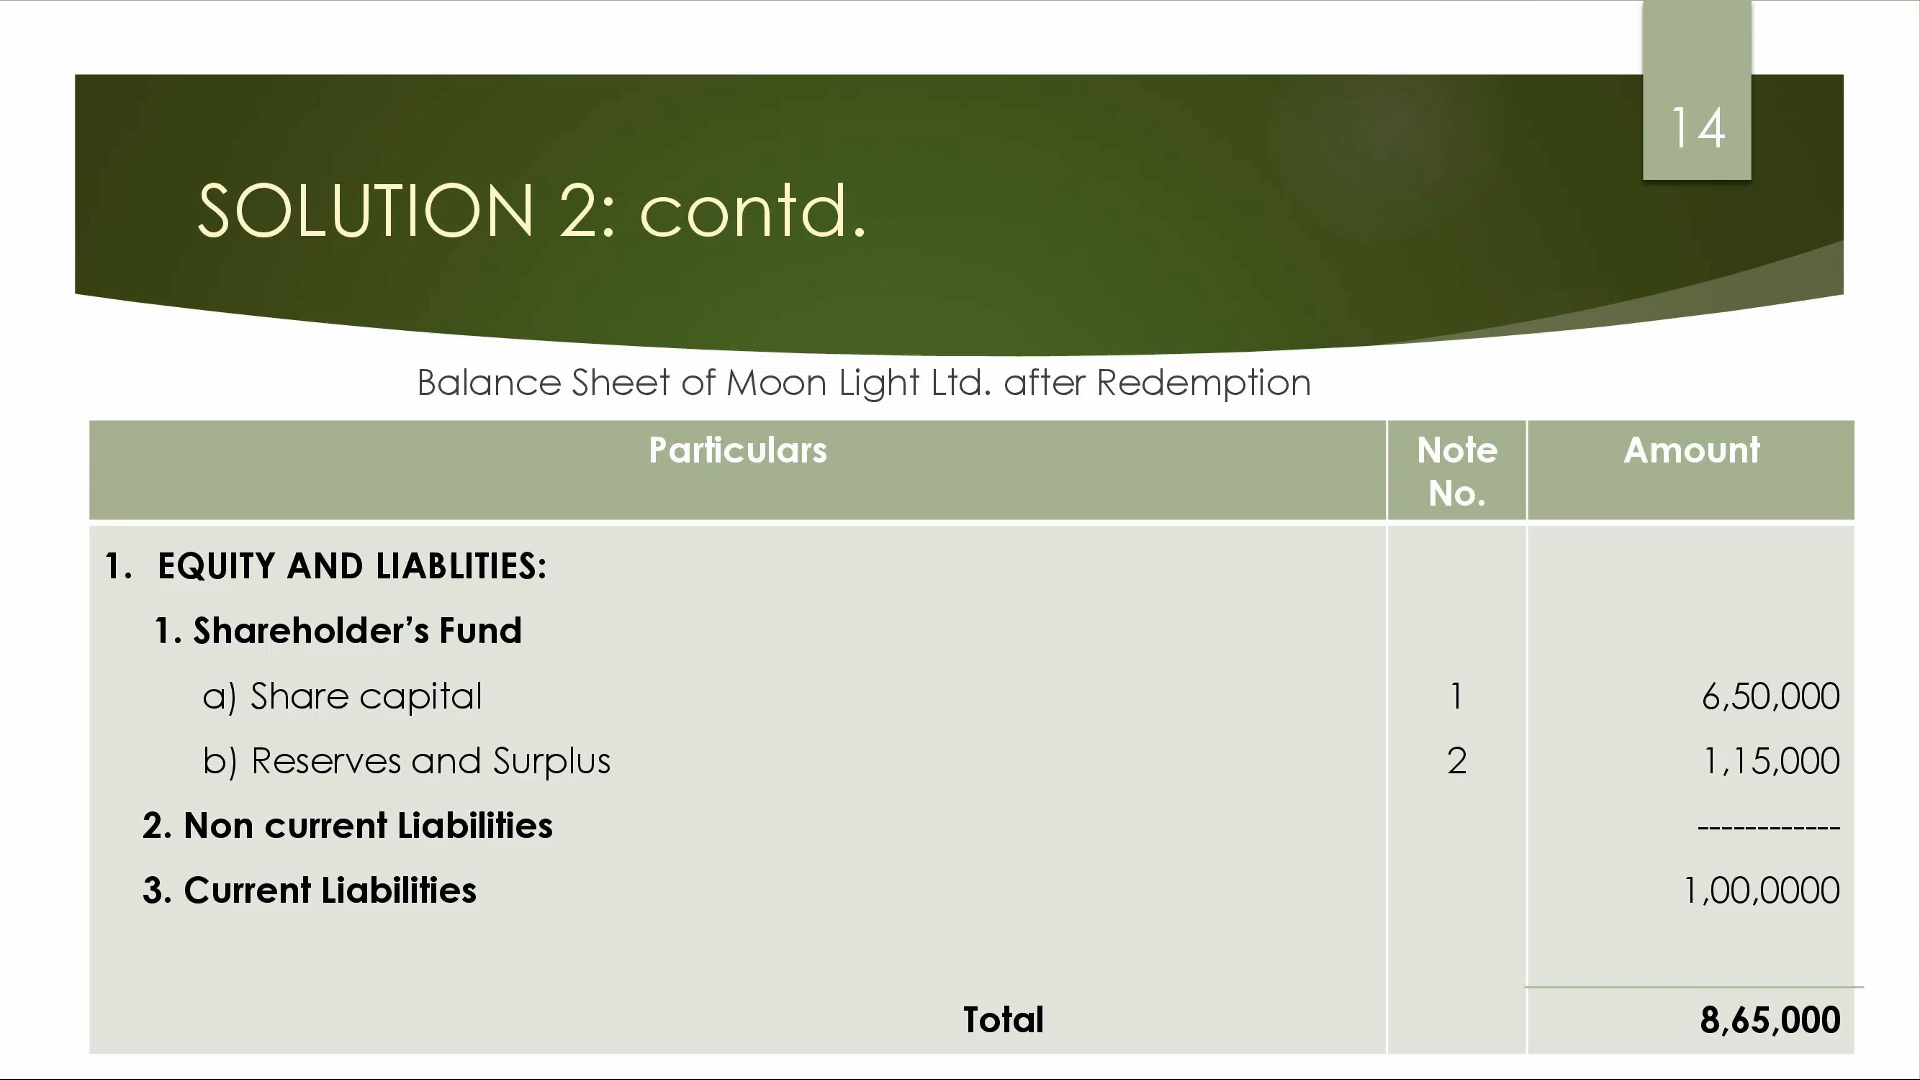 14
SOLUTION 2: contd.
Balance Sheet of Moon Light Ltd. after Redemption
Particulars Note No. Amount
1. EQUITY AND LIABLITIES:
1. Shareholder’s Fund
a) Share capital 1 6,50,000
b) Reserves and Surplus 2 1,15,000
2. Non current Liabilities ------------
3. Current Liabilities 1,00,0000
Total 8,65,000